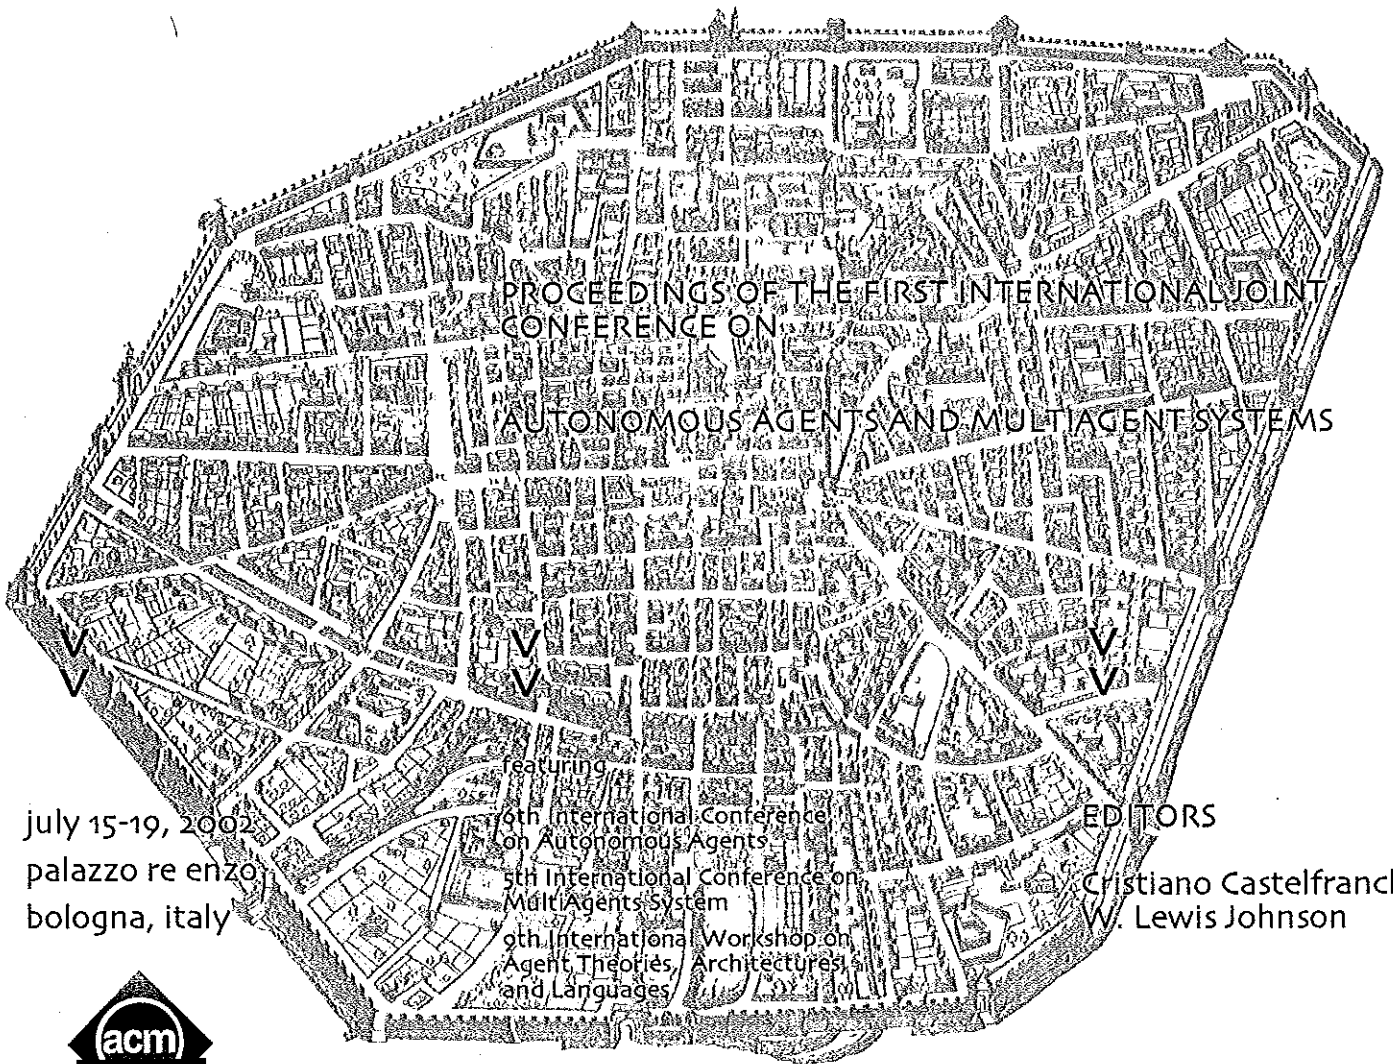 PROCEEDINGS OF THE FIRST INTERNATIONAL JOINT
CONFERENCE ON
AUTONOMOUS AGENTS AND MULTIAGENT SYSTEMS
V V V
V V V
featuring
6th International Conference
on Autonomous Agents
5th International Conference on
MultiAgents System
9th International Workshop on
Agent Theories, Architectures,
and Languages
july 15-19, 2002
palazzo re enzo
bologna, italy
EDITORS
Cristiano Castelfranci
W. Lewis Johnson
acm